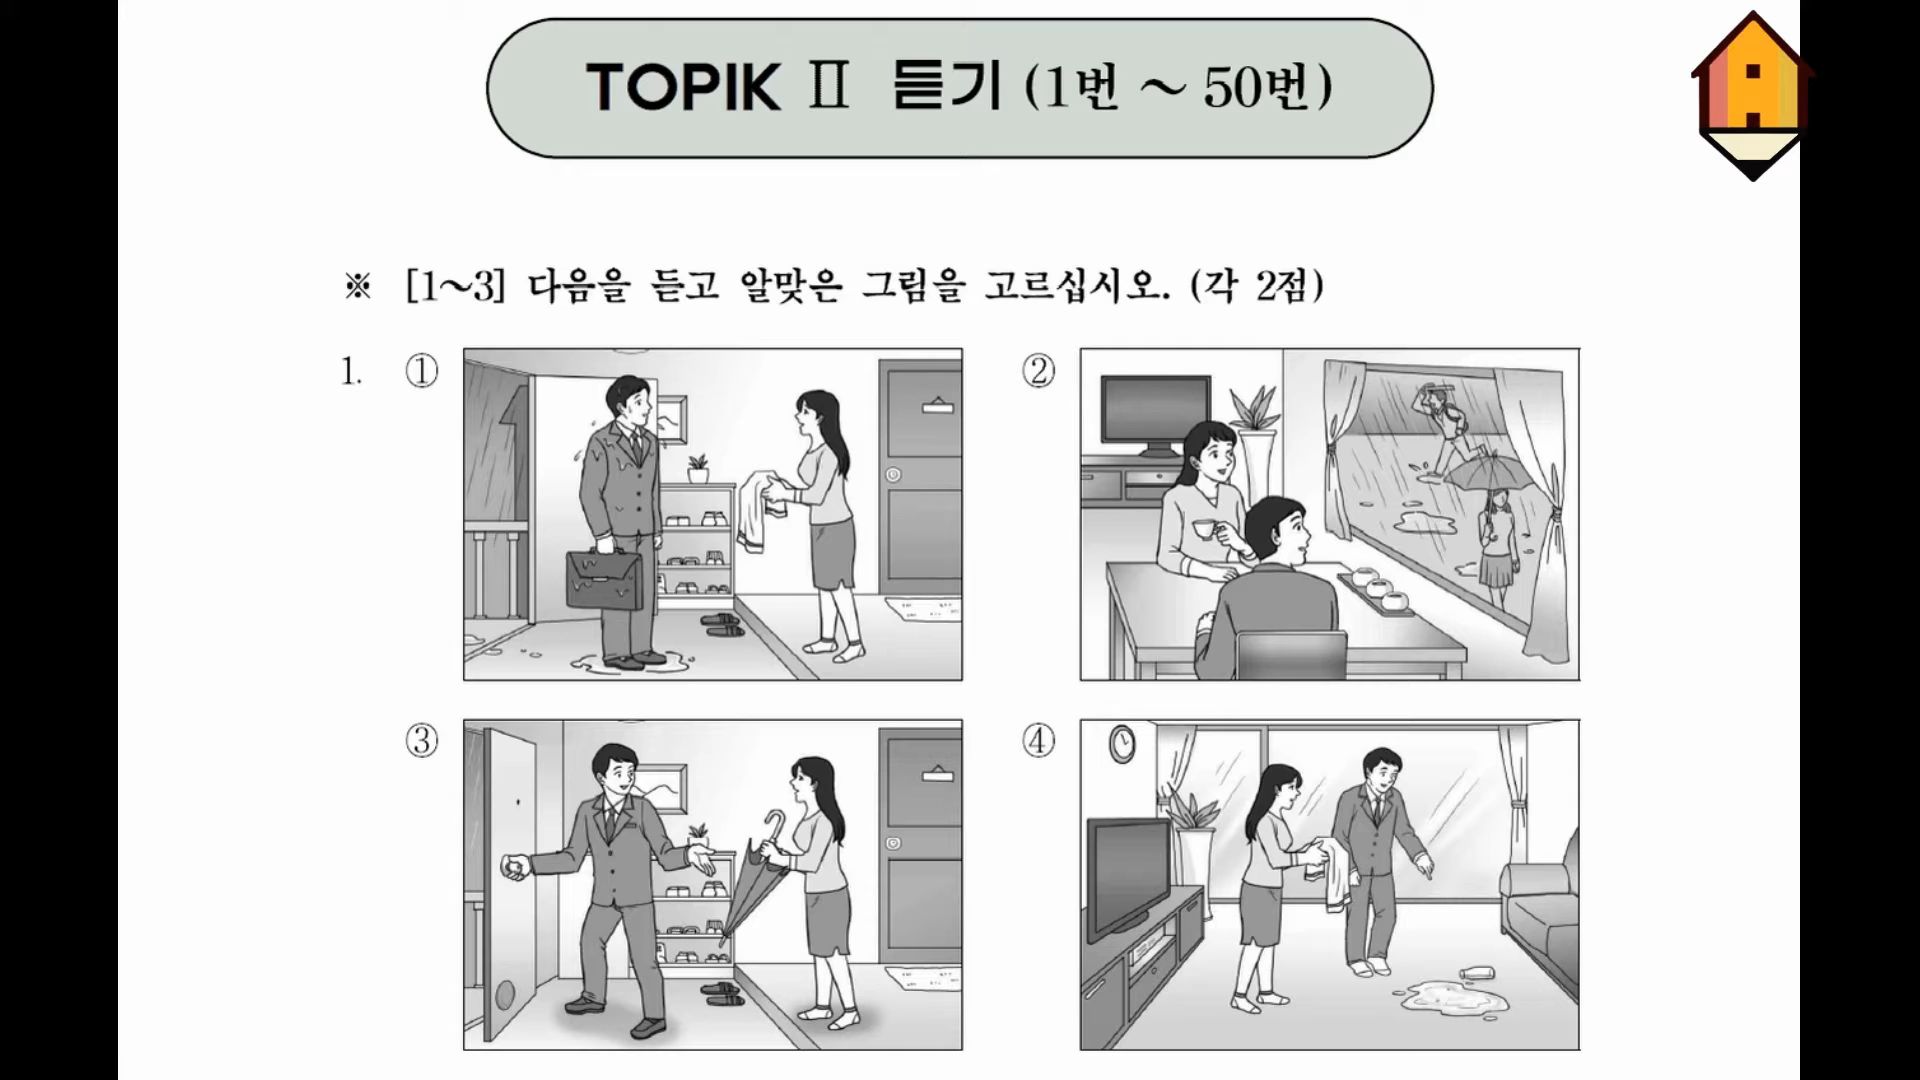 TOPIK Ⅱ 듣기 (1번 ~ 50번)
※ [1~3] 다음을 듣고 알맞은 그림을 고르십시오. (각 2점)
1. ① ②
③ ④